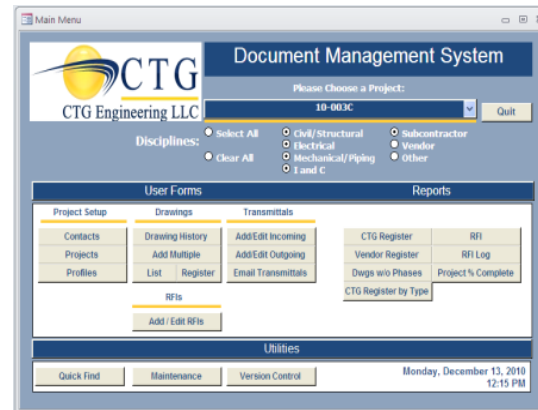 Main Menu
CTG
CTG Engineering LLC
Document Management System
Please Choose a Project:
10-003C
Quit
Disciplines:
Select All
Clear All
Civil/Structural
Electrical
Mechanical/Piping
I and C
Subcontractor
Vendor
Other
User Forms
Reports
Project Setup
Drawings
Transmittals
Contacts
Drawing History
Add/Edit Incoming
CTG Register
RFI
Projects
Add Multiple
Add/Edit Outgoing
Vendor Register
RFI Log
Profiles
List
Register
Email Transmittals
Dwgs w/o Phases
Project % Complete
CTG Register by Type
RFIs
Add / Edit RFIs
Utilities
Quick Find
Maintenance
Version Control
Monday, December 13, 2010
12:15 PM